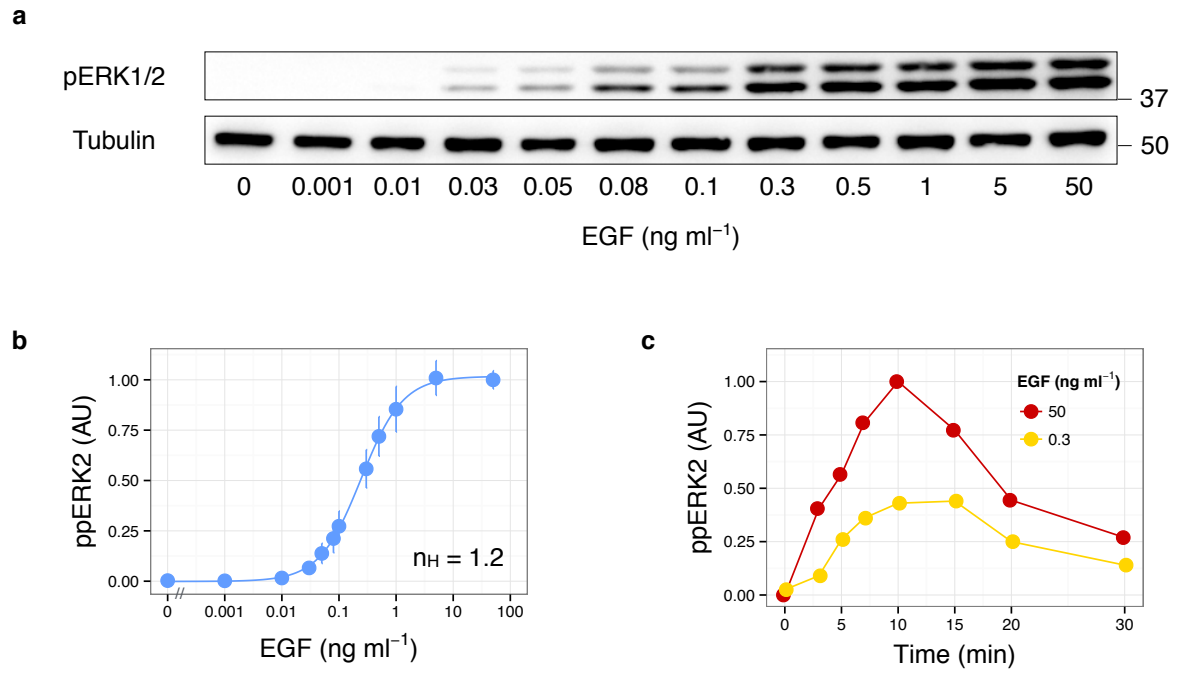 a
pERK1/2
37
Tubulin
50
0 0.001 0.01 0.03 0.05 0.08 0.1 0.3 0.5 1 5 50
EGF (ng ml⁻¹)
b
1.00
0.75
0.50
0.25
0.00
ppERK2 (AU)
n_H = 1.2
0 0.001 0.01 0.1 1 10 100
EGF (ng ml⁻¹)
c
1.00
0.75
0.50
0.25
0.00
ppERK2 (AU)
EGF (ng ml⁻¹)
50
0.3
0 5 10 15 20 30
Time (min)